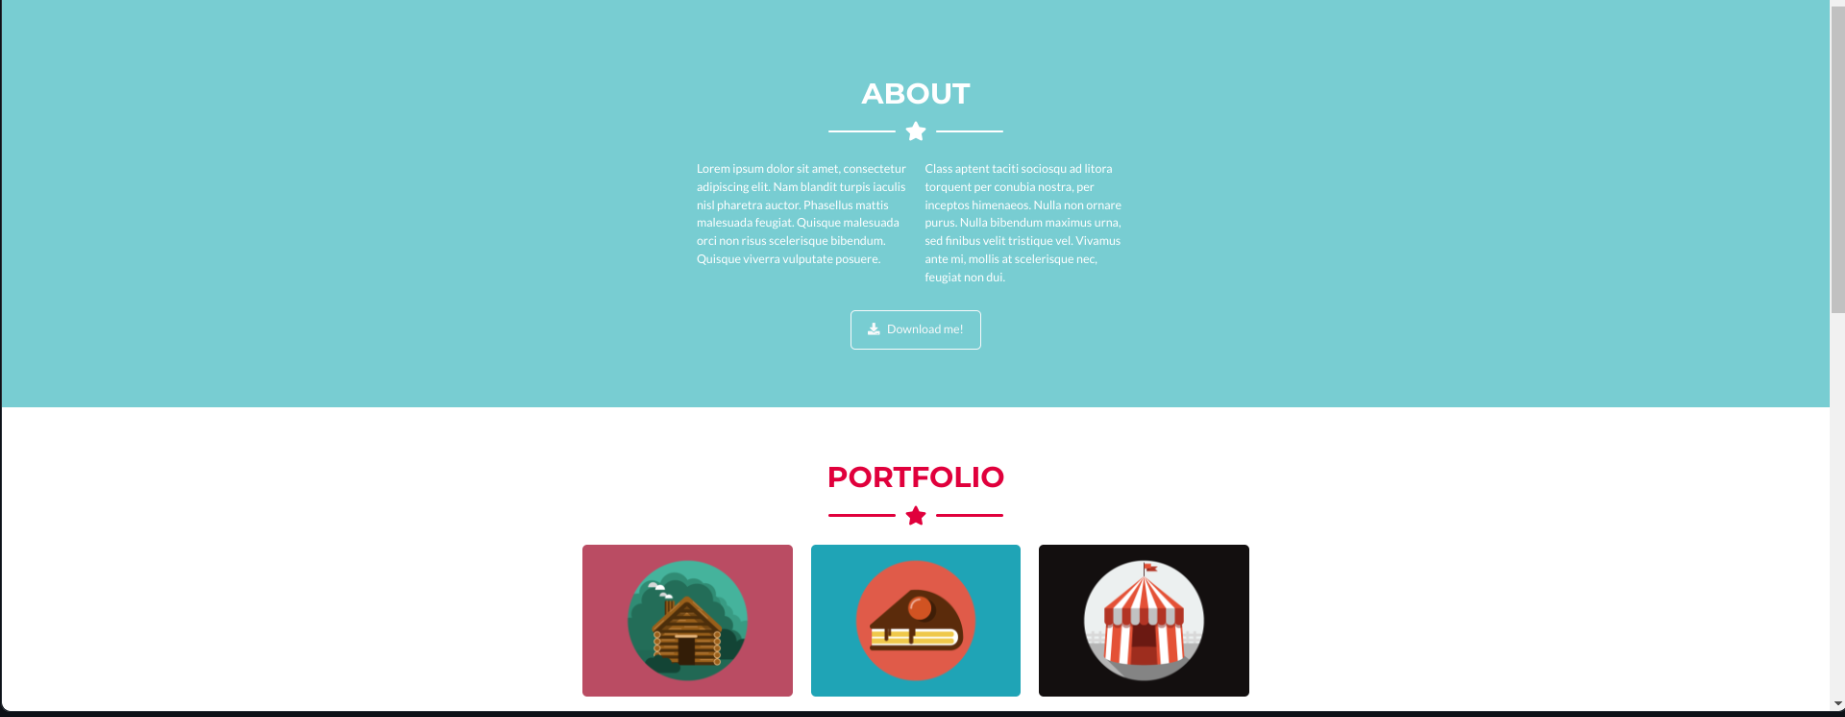 ABOUT
Lorem ipsum dolor sit amet, consectetur
adipiscing elit. Nam blandit turpis iaculis
nisl pharetra auctor. Phasellus mattis
malesuada feugiat. Quisque malesuada
orci non risus scelerisque bibendum.
Quisque viverra vulputate posuere.
Class aptent taciti sociosqu ad litora
torquent per conubia nostra, per
inceptos himenaeos. Nulla non ornare
purus. Nulla bibendum maximus urna,
sed finibus velit tristique vel. Vivamus
ante mi, mollis at scelerisque nec,
feugiat non dui.
Download me!
PORTFOLIO